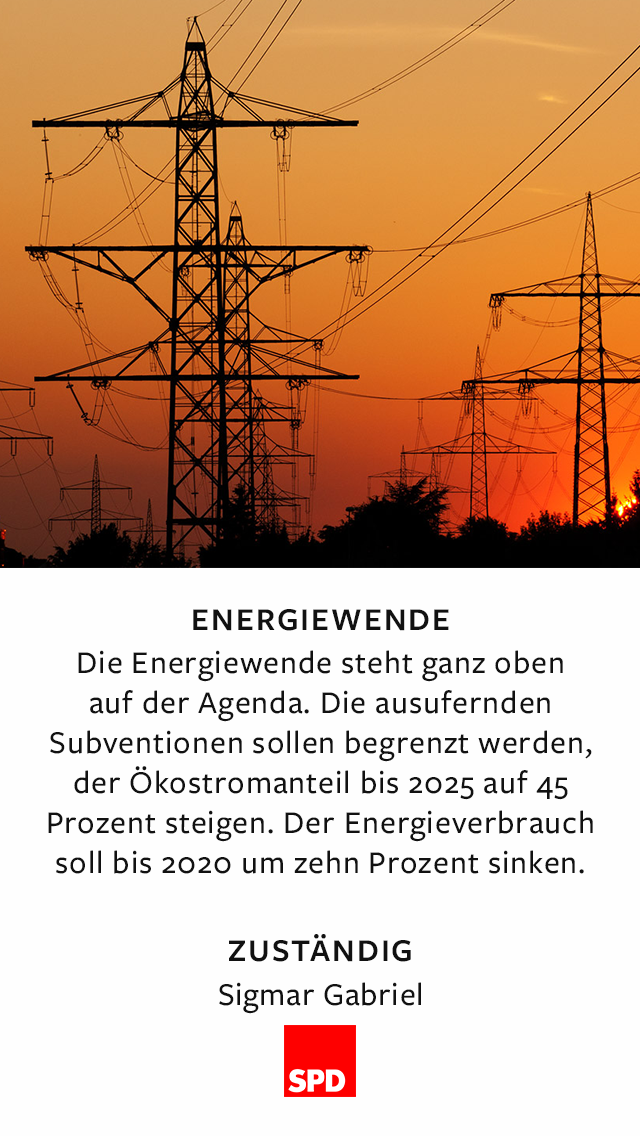 ENERGIEWENDE
Die Energiewende steht ganz oben
auf der Agenda. Die ausufernden
Subventionen sollen begrenzt werden,
der Ökostromanteil bis 2025 auf 45
Prozent steigen. Der Energieverbrauch
soll bis 2020 um zehn Prozent sinken.
ZUSTÄNDIG
Sigmar Gabriel
SPD